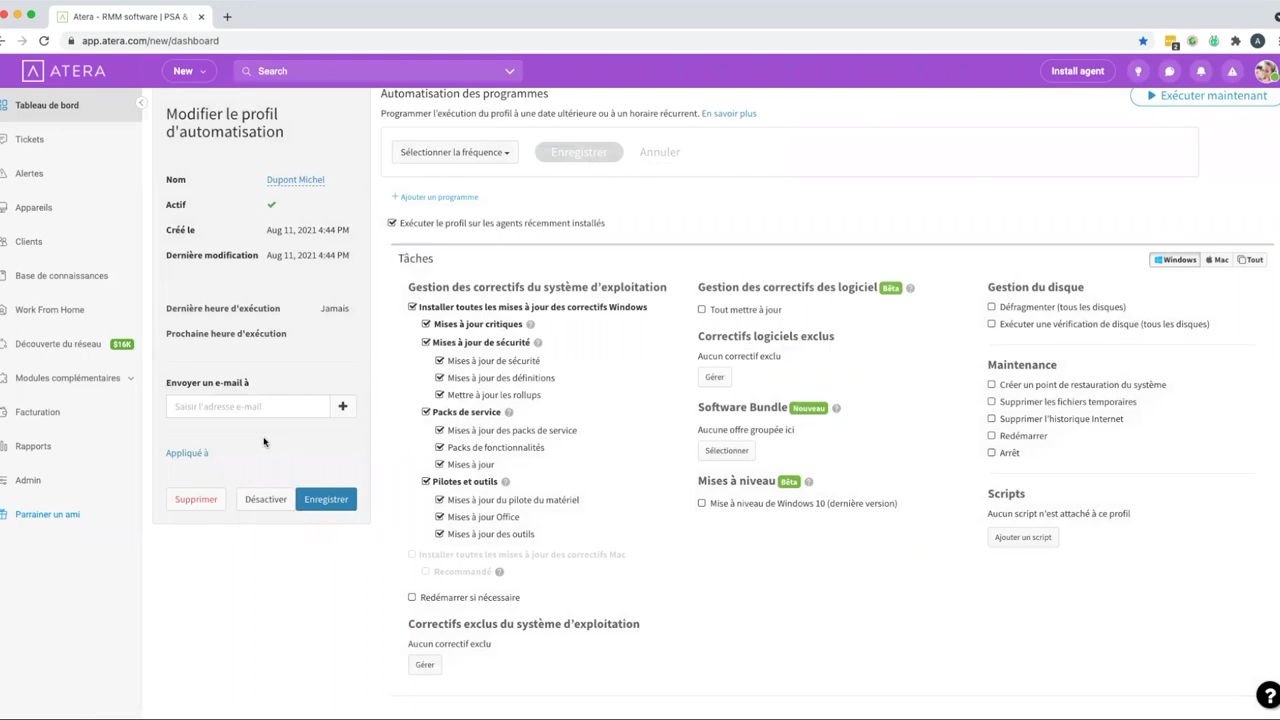 Atera - RMM software | PSA &
app.atera.com/new/dashboard
2
A
ATERA
New
Search
Install agent
Tableau de bord
Tickets
Alertes
Appareils
Clients
Base de connaissances
Work From Home
Découverte du réseau $16K
Modules complémentaires
Facturation
Rapports
Admin
Parrainer un ami
Modifier le profil
d'automatisation
Nom Dupont Michel
Actif
Créé le Aug 11, 2021 4:44 PM
Dernière modification Aug 11, 2021 4:44 PM
Dernière heure d'exécution Jamais
Prochaine heure d'exécution
Envoyer un e-mail à
Saisir l'adresse e-mail
Appliqué à
Supprimer Désactiver Enregistrer
Automatisation des programmes
Exécuter maintenant
Programmer l'exécution du profil à une date ultérieure ou à un horaire récurrent. En savoir plus
Sélectionner la fréquence Enregistrer Annuler
+ Ajouter un programme
Exécuter le profil sur les agents récemment installés
Tâches
Windows Mac Tout
Gestion des correctifs du système d'exploitation
Installer toutes les mises à jour des correctifs Windows
Mises à jour critiques ?
Mises à jour de sécurité ?
Mises à jour de sécurité
Mises à jour des définitions
Mettre à jour les rollups
Packs de service ?
Mises à jour des packs de service
Packs de fonctionnalités
Mises à jour
Pilotes et outils ?
Mises à jour du pilote du matériel
Mises à jour Office
Mises à jour des outils
Installer toutes les mises à jour des correctifs Mac
Recommandé ?
Redémarrer si nécessaire
Correctifs exclus du système d'exploitation
Aucun correctif exclu
Gérer
Gestion des correctifs des logiciel Bêta ?
Tout mettre à jour
Correctifs logiciels exclus
Aucun correctif exclu
Gérer
Software Bundle Nouveau ?
Aucune offre groupée ici
Sélectionner
Mises à niveau Bêta ?
Mise à niveau de Windows 10 (dernière version)
Gestion du disque
Défragmenter (tous les disques)
Exécuter une vérification de disque (tous les disques)
Maintenance
Créer un point de restauration du système
Supprimer les fichiers temporaires
Supprimer l'historique Internet
Redémarrer
Arrêt
Scripts
Aucun script n'est attaché à ce profil
Ajouter un script
?